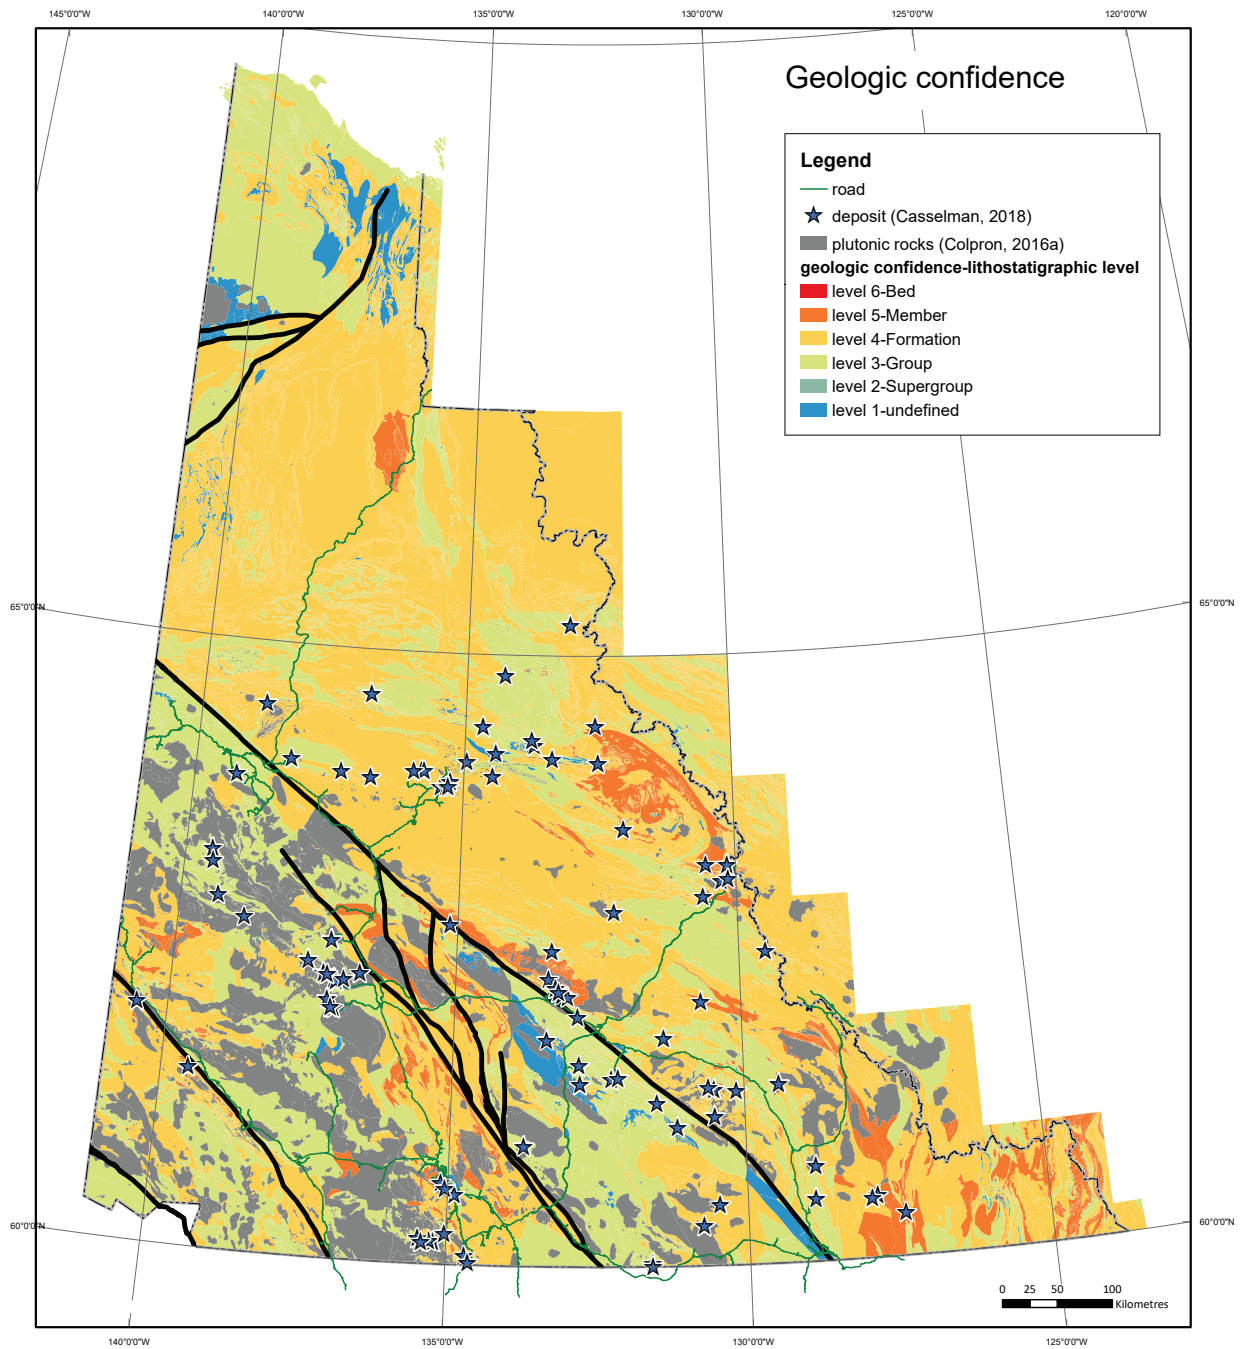 145°0'0"W 140°0'0"W 135°0'0"W 130°0'0"W 125°0'0"W 120°0'0"W
Geologic confidence
Legend
road
deposit (Casselman, 2018)
plutonic rocks (Colpron, 2016a)
geologic confidence-lithostatigraphic level
level 6-Bed
level 5-Member
level 4-Formation
level 3-Group
level 2-Supergroup
level 1-undefined
65°0'0"N 65°0'0"N
60°0'0"N 60°0'0"N
0 25 50 100
Kilometres
140°0'0"W 135°0'0"W 130°0'0"W 125°0'0"W